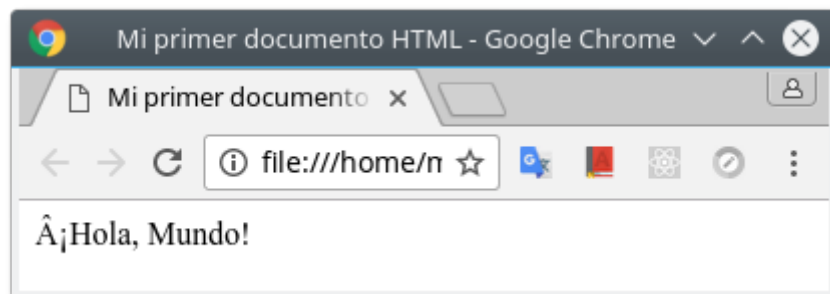 Mi primer documento HTML - Google Chrome
Mi primer documento
file:///home/m
Â¡Hola, Mundo!